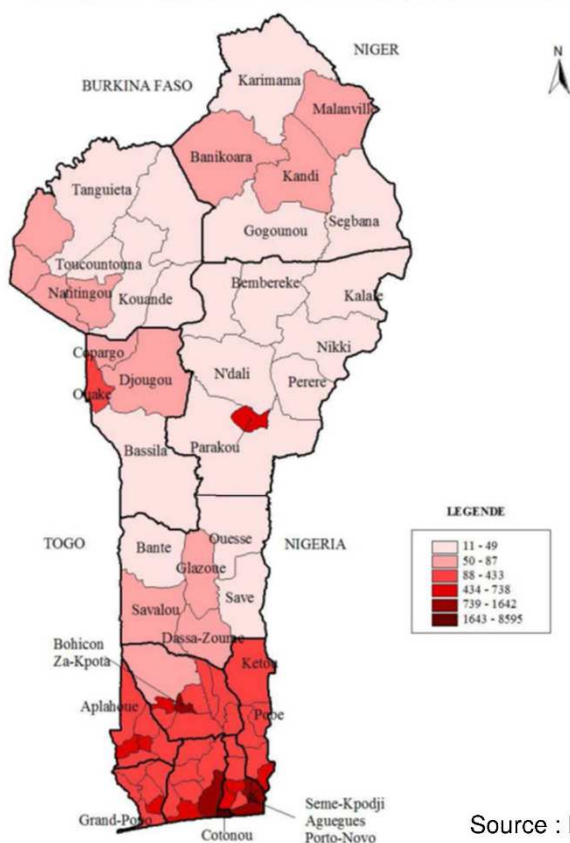 NIGER
N
BURKINA FASO
Karimama
Malanville
Banikoara
Kandi
Tanguieta
Segbana
Gogounou
Toucountouna
Bembereke
Natitingou
Kouande
Kalale
Nikki
Copargo
N'dali
Djougou
Perere
Ouake
Parakou
Bassila
LEGENDE
11 - 49
50 - 87
88 - 433
434 - 738
739 - 1642
1643 - 8595
TOGO
Ouesse
NIGERIA
Bante
Glazoue
Save
Savalou
Dassa-Zoume
Bohicon
Za-Kpota
Ketou
Aplahoue
Pobe
Seme-Kpodji
Aguegues
Porto-Novo
Grand-Popo
Cotonou
Source :